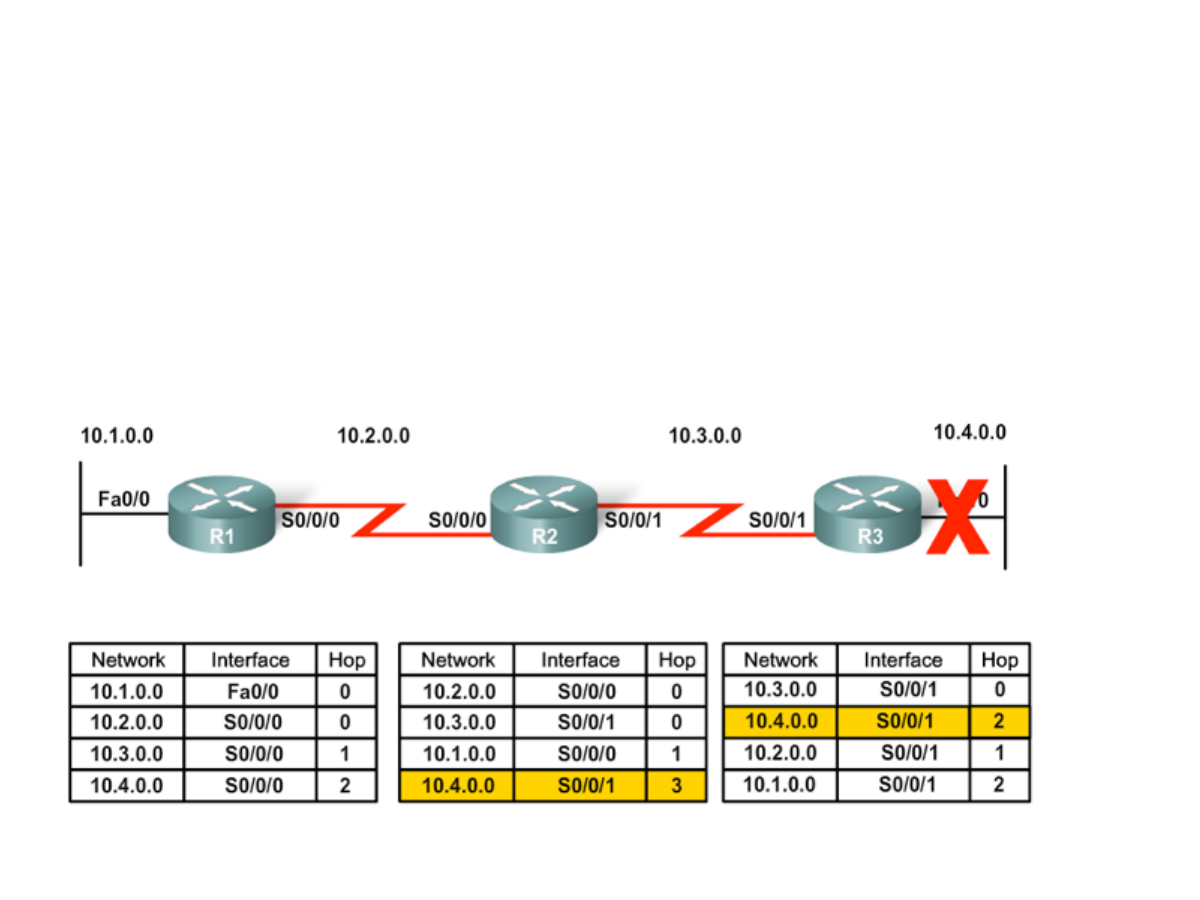 10.1.0.0 10.2.0.0 10.3.0.0 10.4.0.0
Fa0/0 S0/0/0 S0/0/0 S0/0/1 S0/0/1
R1 R2 R3
Network Interface Hop
10.1.0.0 Fa0/0 0
10.2.0.0 S0/0/0 0
10.3.0.0 S0/0/0 1
10.4.0.0 S0/0/0 2
Network Interface Hop
10.2.0.0 S0/0/0 0
10.3.0.0 S0/0/1 0
10.1.0.0 S0/0/0 1
10.4.0.0 S0/0/1 3
Network Interface Hop
10.3.0.0 S0/0/1 0
10.4.0.0 S0/0/1 2
10.2.0.0 S0/0/1 1
10.1.0.0 S0/0/1 2